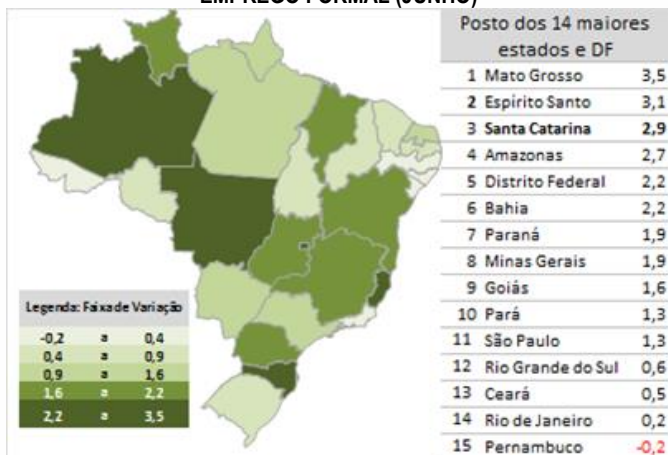 EMPREGO FORMAL (JUNHO)
Posto dos 14 maiores
estados e DF
1 Mato Grosso 3,5
2 Espírito Santo 3,1
3 Santa Catarina 2,9
4 Amazonas 2,7
5 Distrito Federal 2,2
6 Bahia 2,2
7 Paraná 1,9
8 Minas Gerais 1,9
9 Goiás 1,6
10 Pará 1,3
11 São Paulo 1,3
12 Rio Grande do Sul 0,6
13 Ceará 0,5
14 Rio de Janeiro 0,2
15 Pernambuco -0,2
Legenda: Faixa de Variação
-0,2 a 0,4
0,4 a 0,9
0,9 a 1,6
1,6 a 2,2
2,2 a 3,5